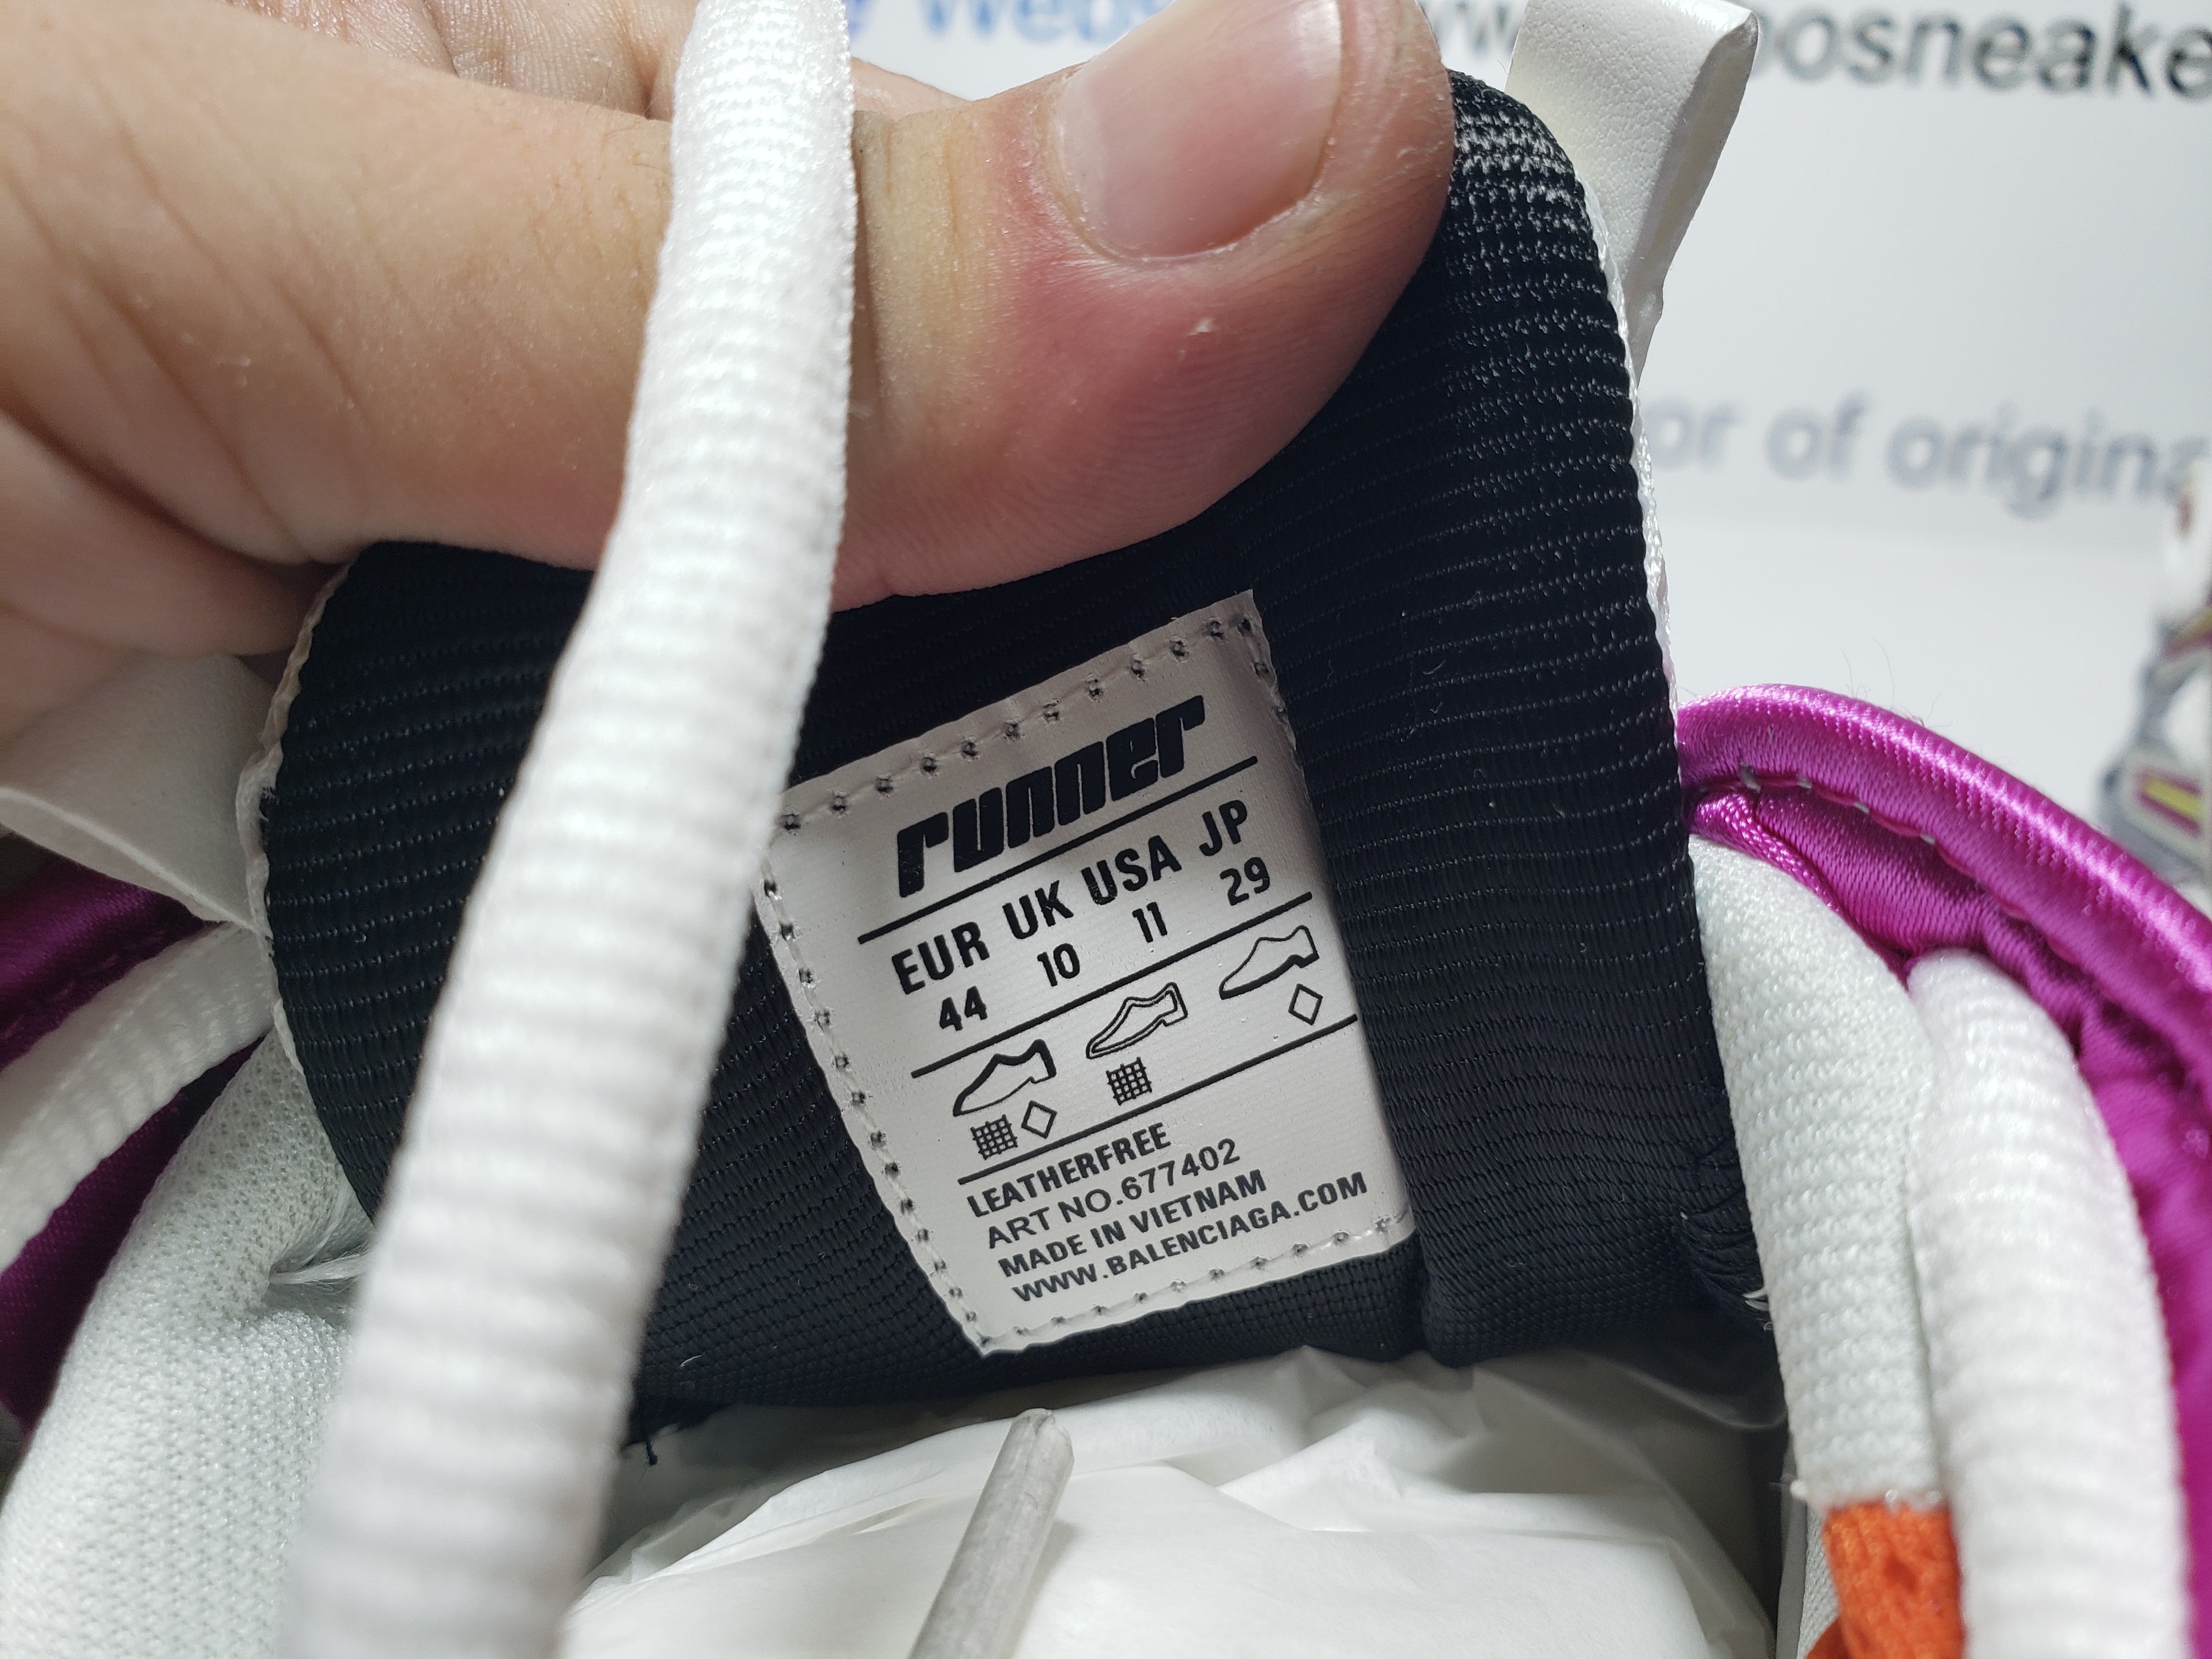 of
runner
EUR UK USA JP
44 10 11 29
LEATHERFREE
ART NO.677402
MADE IN VIETNAM
WWW.BALENCIAGA.COM